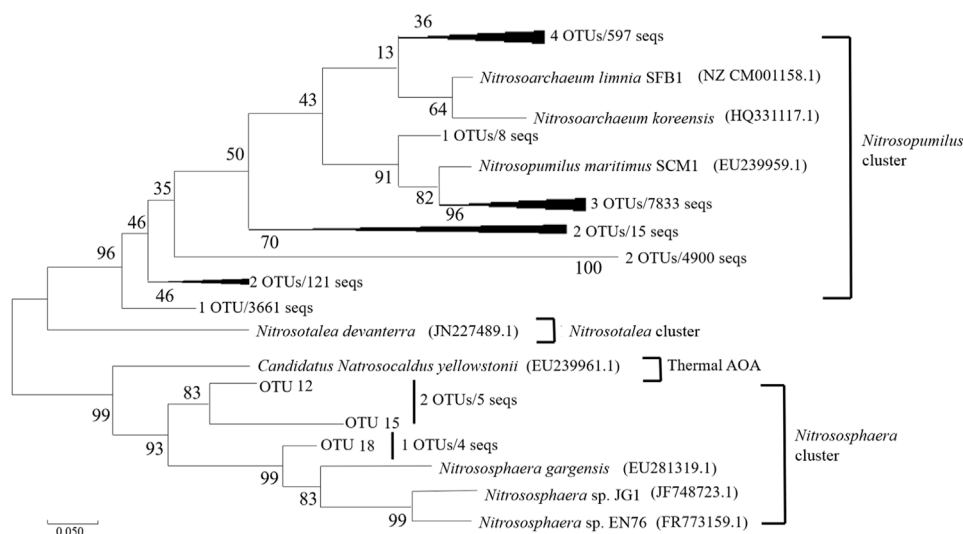 36
4 OTUs/597 seqs
13
Nitrosoarchaeum limnia SFB1 (NZ CM001158.1)
43
64
Nitrosoarchaeum koreensis (HQ331117.1)
1 OTUs/8 seqs
Nitrosopumilus
cluster
50
91
Nitrosopumilus maritimus SCM1 (EU239959.1)
35
82
96
3 OTUs/7833 seqs
46
70
2 OTUs/15 seqs
96
100
2 OTUs/4900 seqs
46
2 OTUs/121 seqs
1 OTU/3661 seqs
Nitrosotalea devanterra (JN227489.1)
Nitrosotalea cluster
Candidatus Natrosocaldus yellowstonii (EU239961.1)
Thermal AOA
83
OTU 12
99
2 OTUs/5 seqs
OTU 15
93
OTU 18
1 OTUs/4 seqs
Nitrososphaera
cluster
99
Nitrososphaera gargensis (EU281319.1)
83
Nitrososphaera sp. JG1 (JF748723.1)
99
Nitrososphaera sp. EN76 (FR773159.1)
0.050